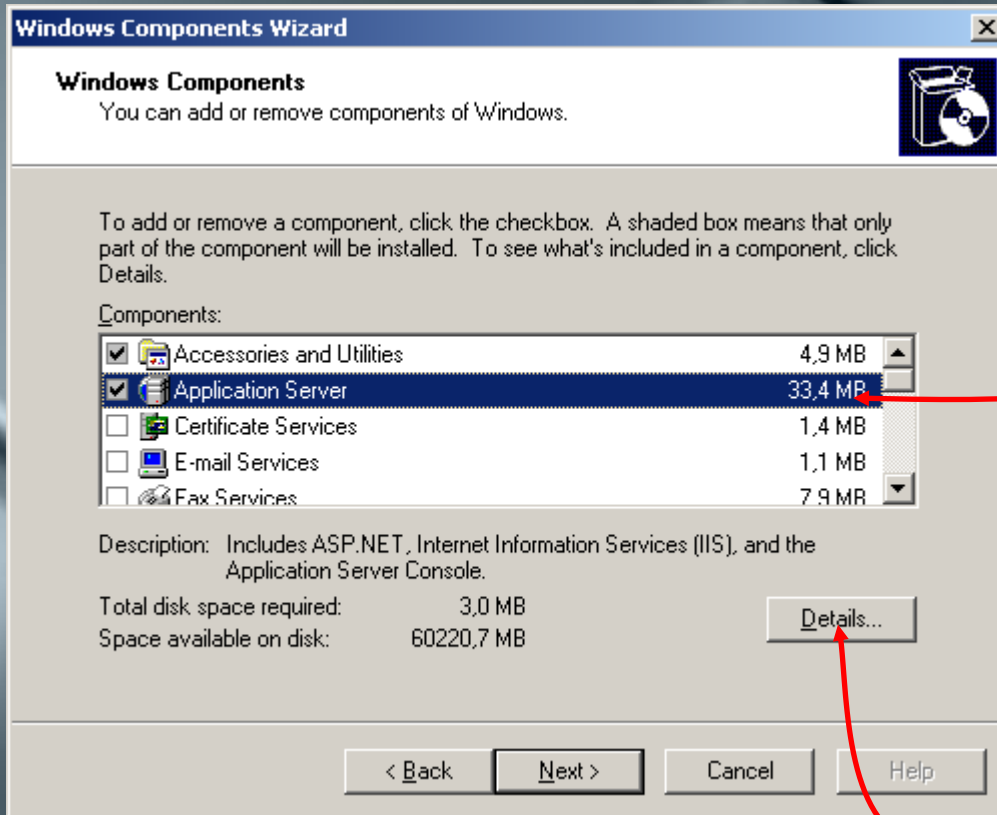 Windows Components Wizard
Windows Components
You can add or remove components of Windows.
To add or remove a component, click the checkbox. A shaded box means that only
part of the component will be installed. To see what's included in a component, click
Details.
Components:
Accessories and Utilities 4,9 MB
Application Server 33,4 MB
Certificate Services 1,4 MB
E-mail Services 1,1 MB
Fax Services 7,9 MB
Description: Includes ASP.NET, Internet Information Services (IIS), and the
Application Server Console.
Total disk space required: 3,0 MB
Space available on disk: 60220,7 MB
Details...
< Back Next > Cancel Help